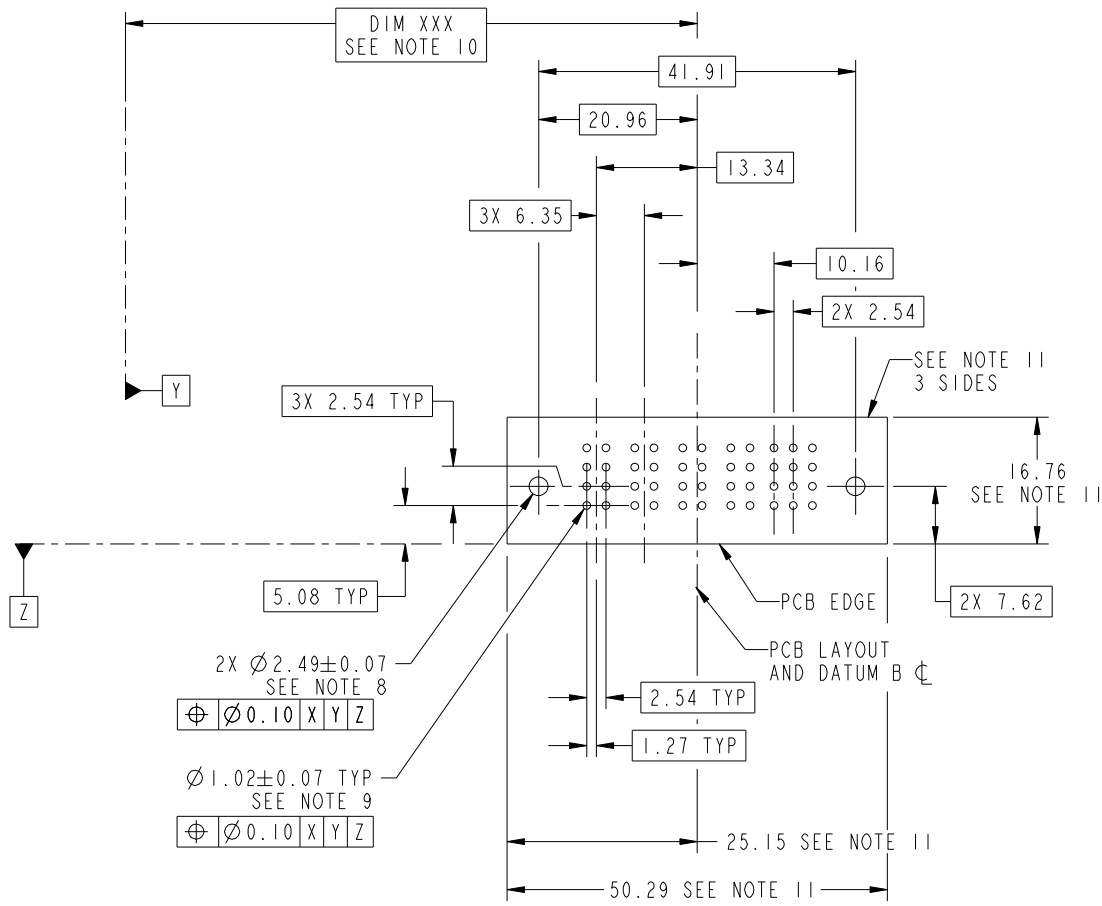 DIM XXX
SEE NOTE 10
41.91
20.96
13.34
3X 6.35
10.16
2X 2.54
SEE NOTE 11
3 SIDES
Y
3X 2.54 TYP
16.76
SEE NOTE 11
Z
5.08 TYP
PCB EDGE
2X 7.62
2X Ø2.49±0.07
SEE NOTE 8
⌖ Ø0.10 X Y Z
PCB LAYOUT
AND DATUM B ℄
2.54 TYP
1.27 TYP
Ø1.02±0.07 TYP
SEE NOTE 9
⌖ Ø0.10 X Y Z
25.15 SEE NOTE 11
50.29 SEE NOTE 11